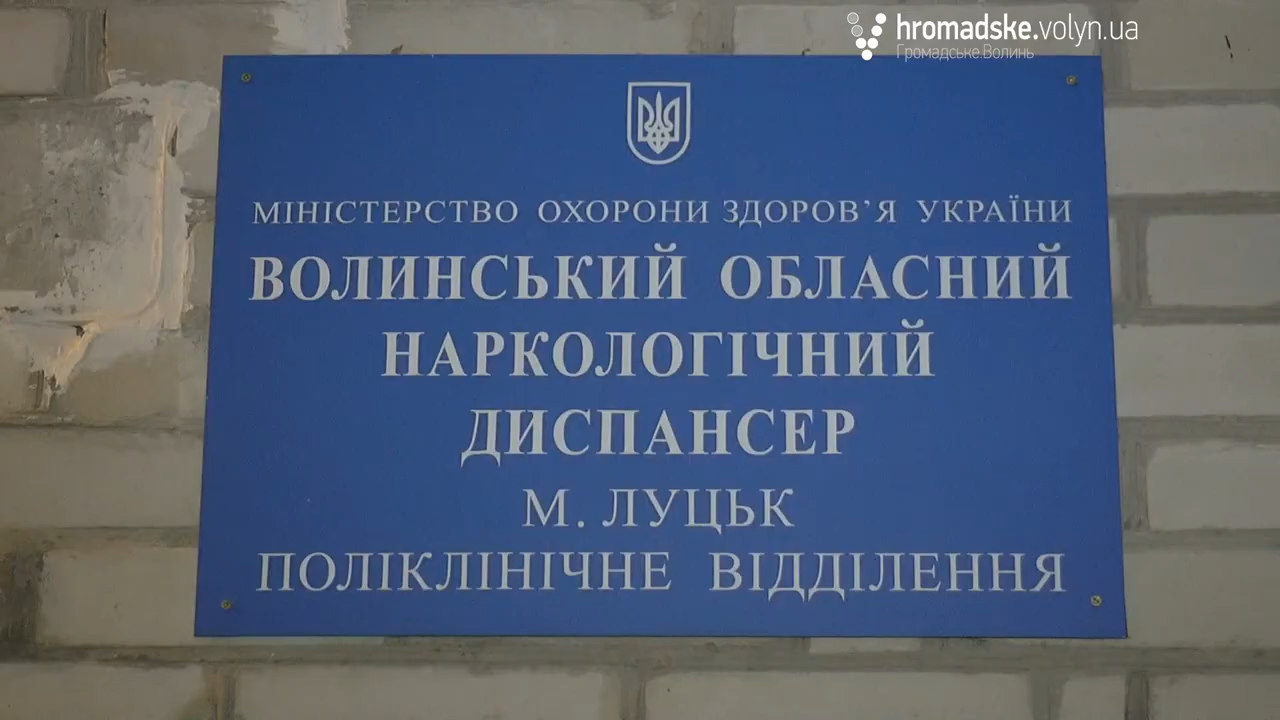 hromadske.volyn.ua
Громадське.Волинь
МІНІСТЕРСТВО ОХОРОНИ ЗДОРОВ'Я УКРАЇНИ
ВОЛИНСЬКИЙ ОБЛАСНИЙ
НАРКОЛОГІЧНИЙ
ДИСПАНСЕР
М. ЛУЦЬК
ПОЛІКЛІНІЧНЕ ВІДДІЛЕННЯ